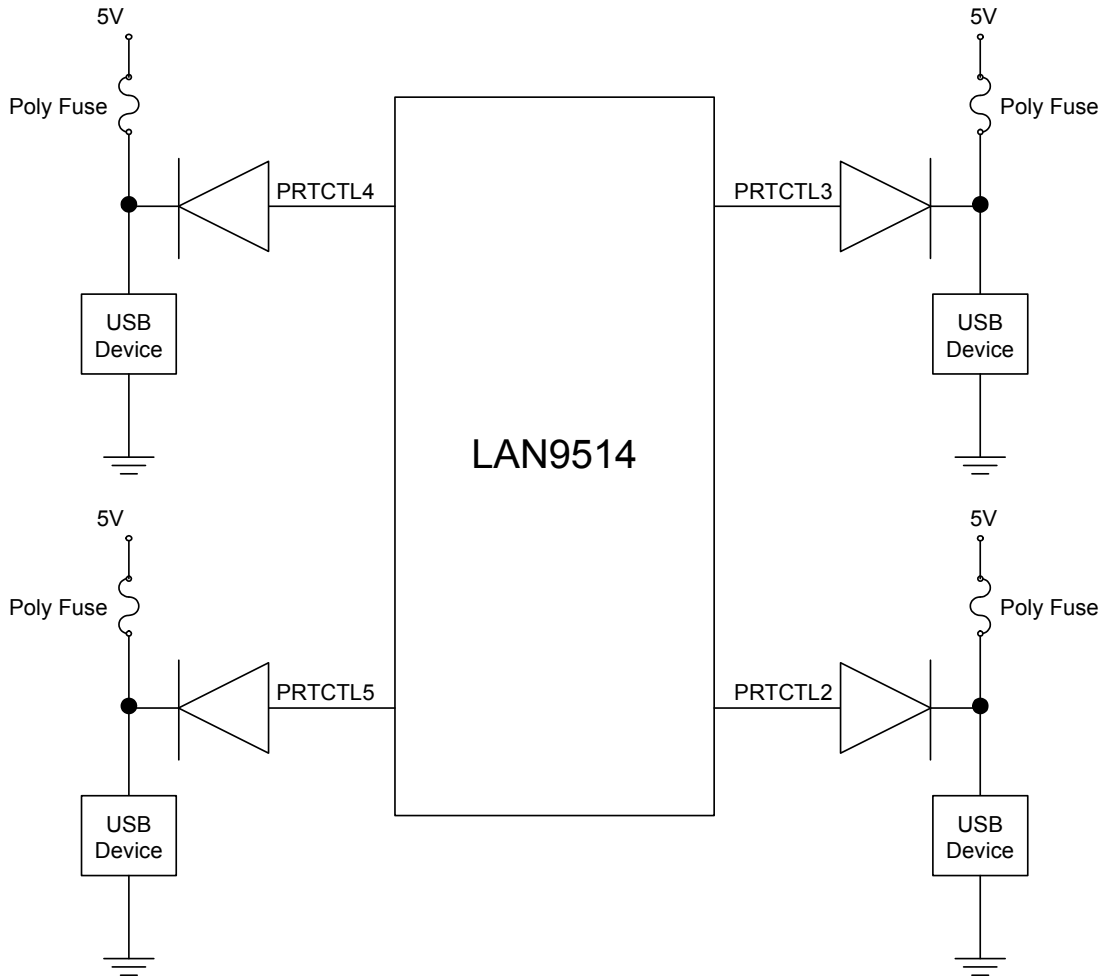 5V
5V
Poly Fuse
Poly Fuse
PRTCTL4
PRTCTL3
USB
Device
USB
Device
LAN9514
5V
5V
Poly Fuse
Poly Fuse
PRTCTL5
PRTCTL2
USB
Device
USB
Device